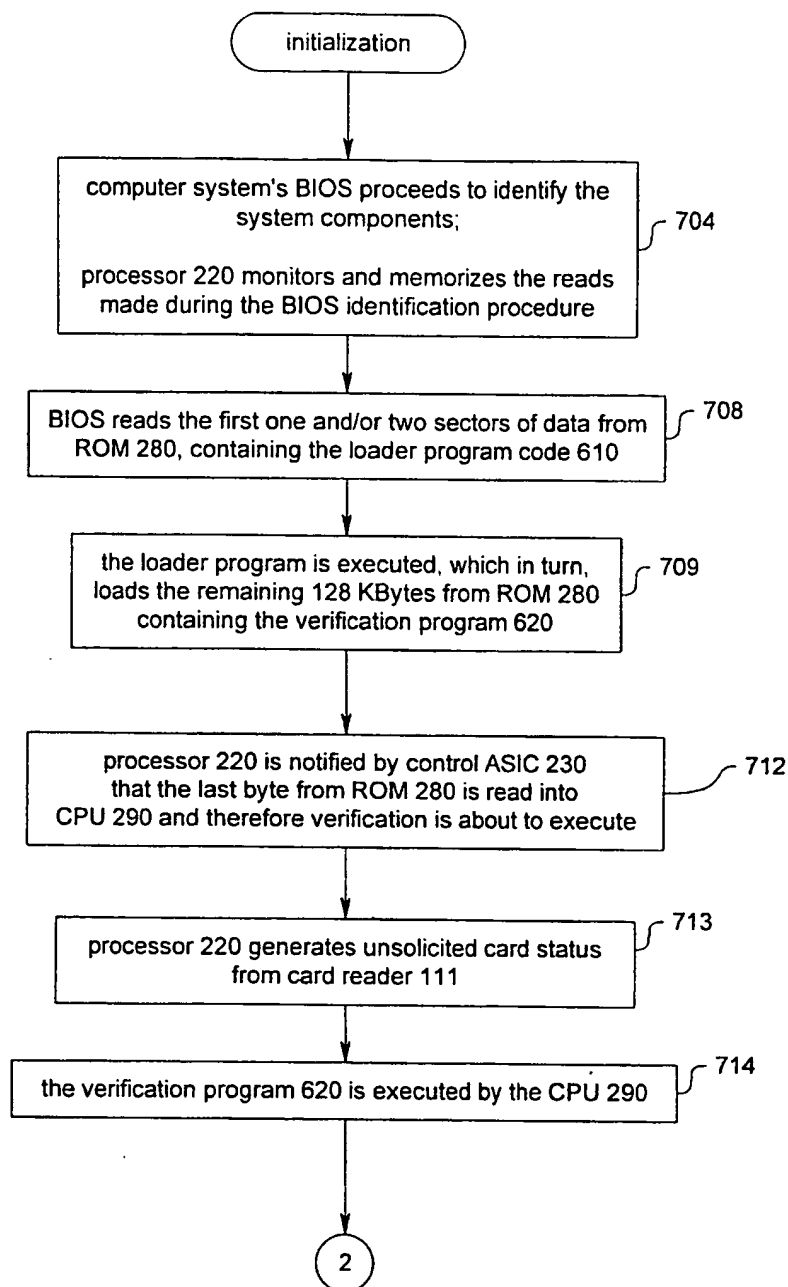 initialization
computer system's BIOS proceeds to identify the
system components;
processor 220 monitors and memorizes the reads
made during the BIOS identification procedure
704
BIOS reads the first one and/or two sectors of data from
ROM 280, containing the loader program code 610
708
the loader program is executed, which in turn,
loads the remaining 128 KBytes from ROM 280
containing the verification program 620
709
processor 220 is notified by control ASIC 230
that the last byte from ROM 280 is read into
CPU 290 and therefore verification is about to execute
712
processor 220 generates unsolicited card status
from card reader 111
713
the verification program 620 is executed by the CPU 290
714
2